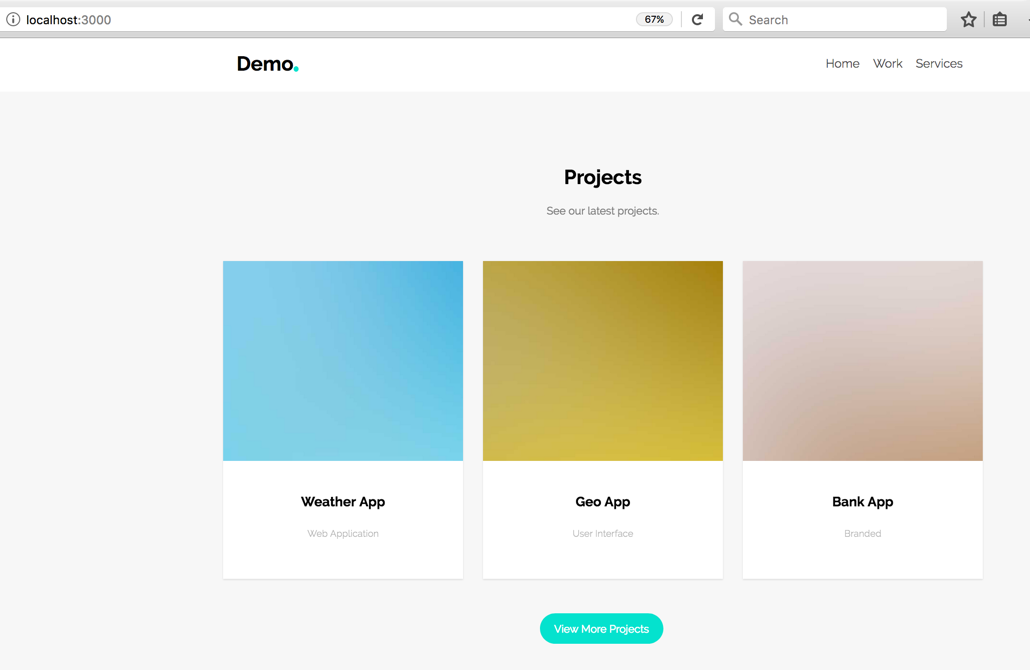 localhost:3000
67%
Search
Demo.
Home Work Services
Projects
See our latest projects.
Weather App
Web Application
Geo App
User Interface
Bank App
Branded
View More Projects